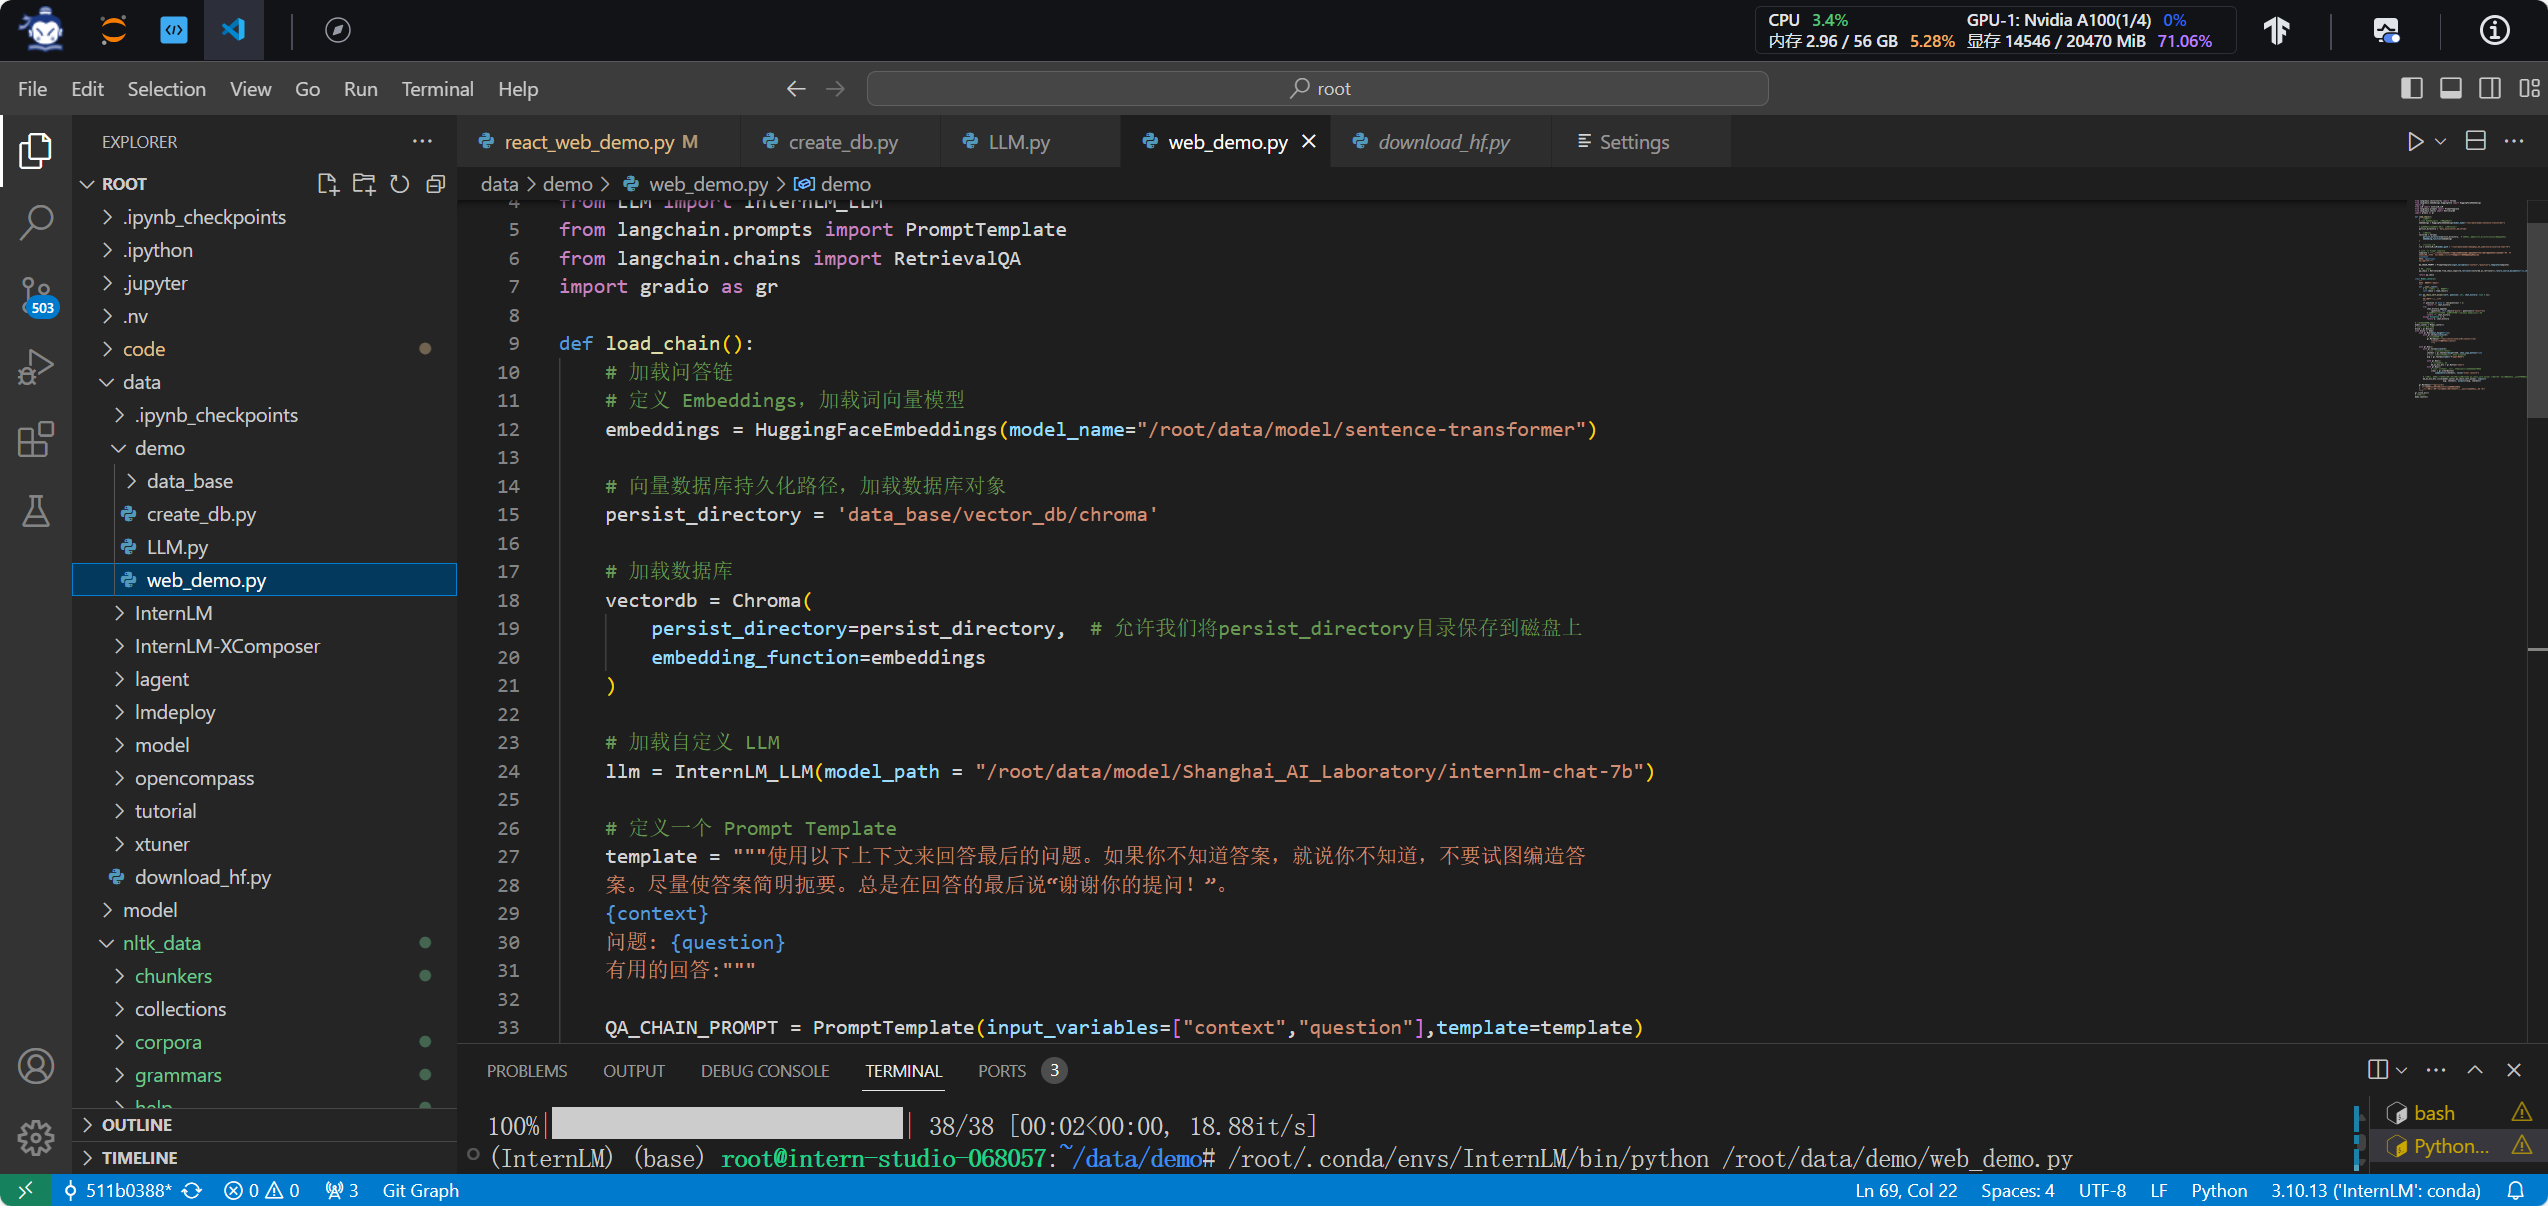 CPU 3.4% GPU-1: Nvidia A100(1/4) 0%
内存 2.96 / 56 GB 5.28% 显存 14546 / 20470 MiB 71.06%
File Edit Selection View Go Run Terminal Help
root
EXPLORER
ROOT
.ipynb_checkpoints
.ipython
.jupyter
.nv
code
data
.ipynb_checkpoints
demo
data_base
create_db.py
LLM.py
web_demo.py
InternLM
InternLM-XComposer
lagent
lmdeploy
model
opencompass
tutorial
xtuner
download_hf.py
model
nltk_data
chunkers
collections
corpora
grammars
help
OUTLINE
TIMELINE
503
react_web_demo.py M
create_db.py
LLM.py
web_demo.py
download_hf.py
Settings
data > demo > web_demo.py > demo
4 from LLM import InternLM_LLM
5 from langchain.prompts import PromptTemplate
6 from langchain.chains import RetrievalQA
7 import gradio as gr
8
9 def load_chain():
10 # 加载问答链
11 # 定义 Embeddings，加载词向量模型
12 embeddings = HuggingFaceEmbeddings(model_name="/root/data/model/sentence-transformer")
13
14 # 向量数据库持久化路径，加载数据库对象
15 persist_directory = 'data_base/vector_db/chroma'
16
17 # 加载数据库
18 vectordb = Chroma(
19 persist_directory=persist_directory,  # 允许我们将persist_directory目录保存到磁盘上
20 embedding_function=embeddings
21 )
22
23 # 加载自定义 LLM
24 llm = InternLM_LLM(model_path = "/root/data/model/Shanghai_AI_Laboratory/internlm-chat-7b")
25
26 # 定义一个 Prompt Template
27 template = """使用以下上下文来回答最后的问题。如果你不知道答案，就说你不知道，不要试图编造答
28 案。尽量使答案简明扼要。总是在回答的最后说“谢谢你的提问！”。
29 {context}
30 问题: {question}
31 有用的回答:"""
32
33 QA_CHAIN_PROMPT = PromptTemplate(input_variables=["context","question"],template=template)
PROBLEMS OUTPUT DEBUG CONSOLE TERMINAL PORTS 3
100%| | 38/38 [00:02<00:00, 18.88it/s]
(InternLM) (base) root@intern-studio-068057:~/data/demo# /root/.conda/envs/InternLM/bin/python /root/data/demo/web_demo.py
bash
Python...
511b0388* 0 0 3 Git Graph
Ln 69, Col 22 Spaces: 4 UTF-8 LF Python 3.10.13 ('InternLM': conda)